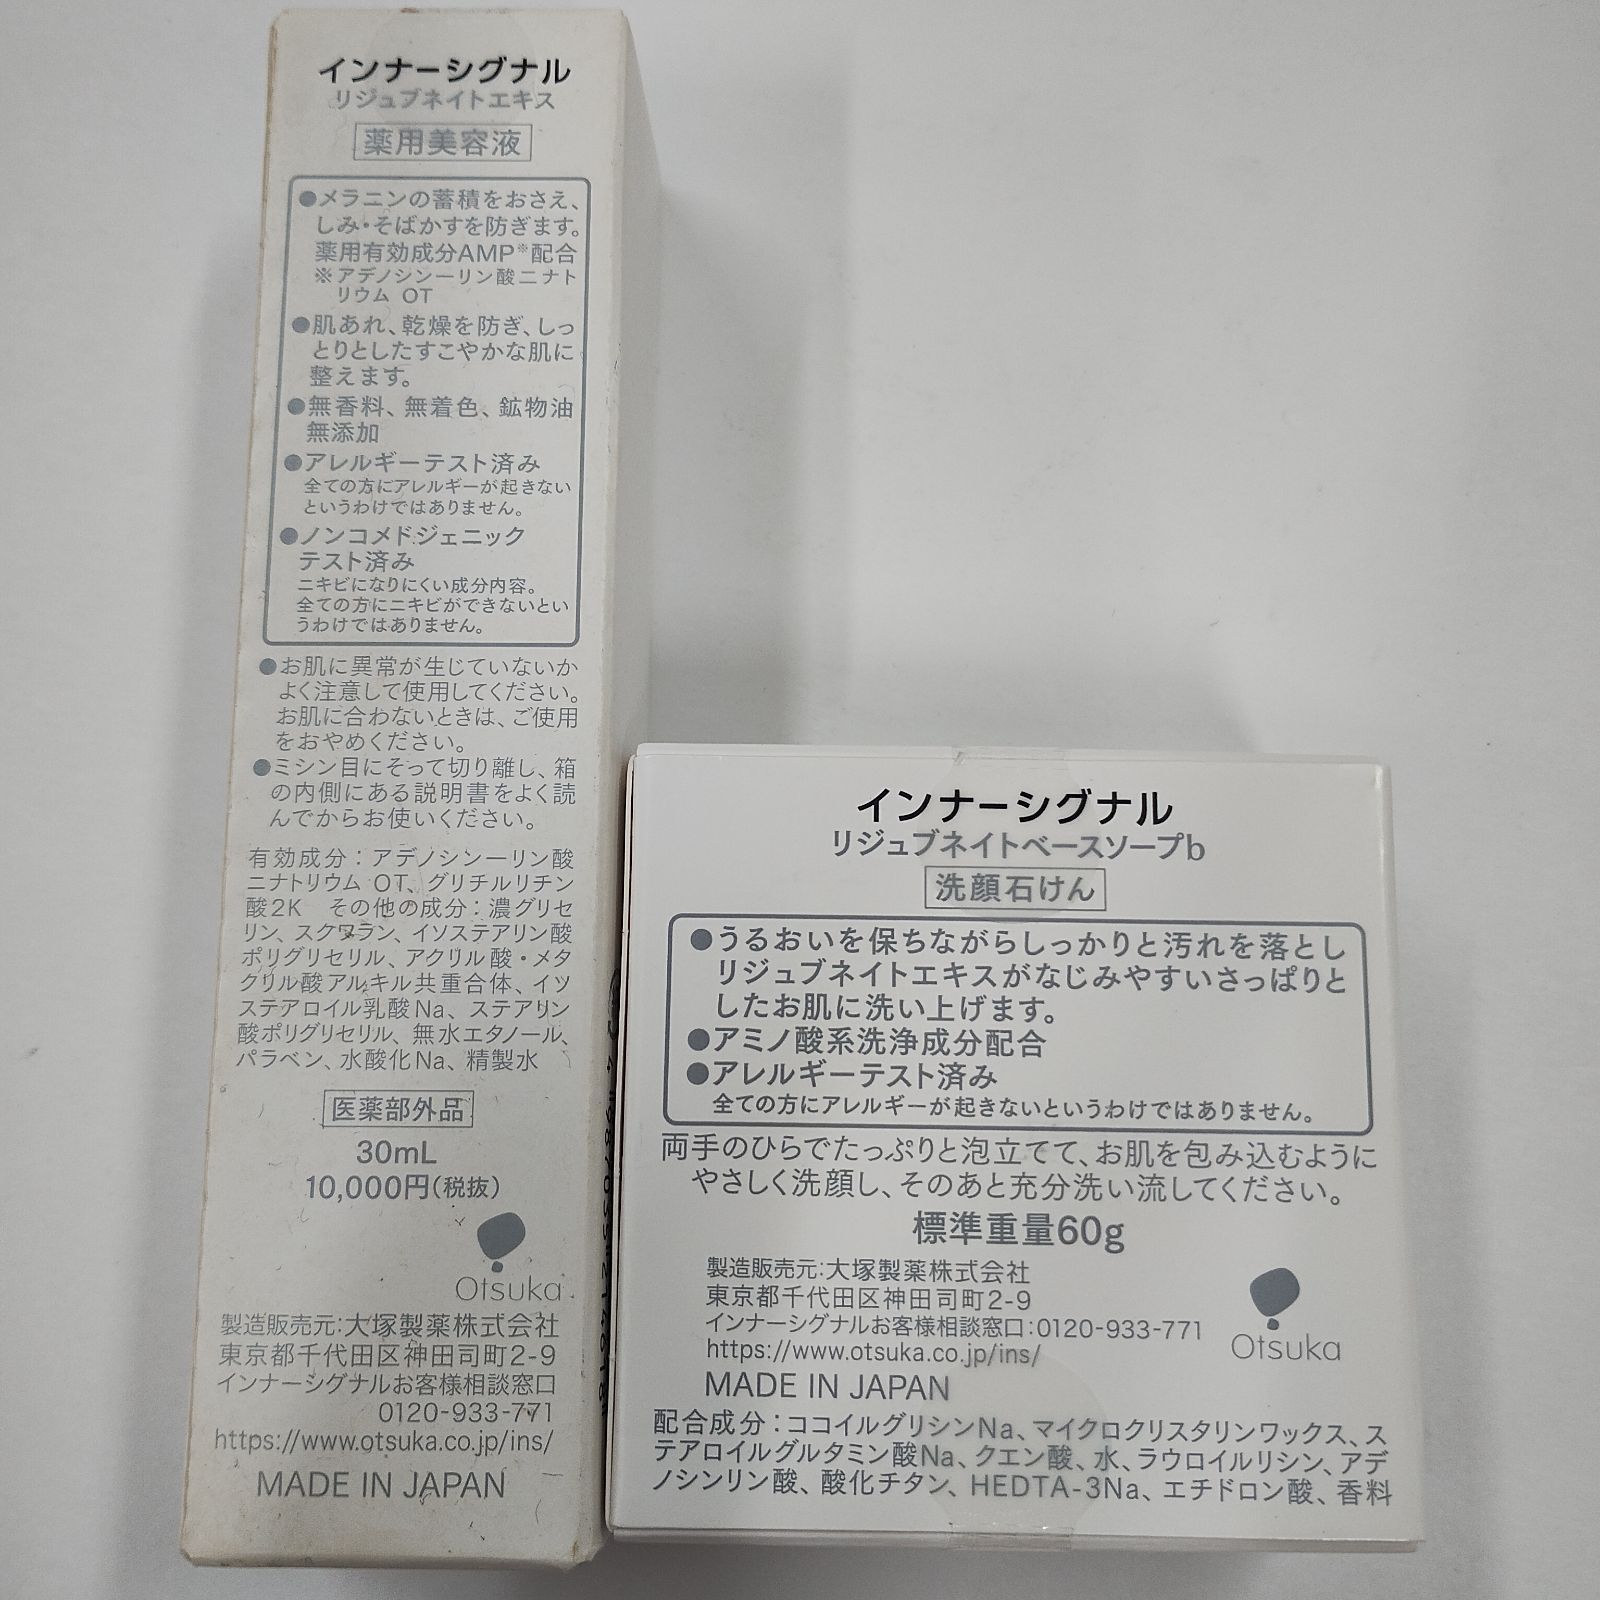 インナーシグナル
リジュブネイトエキス
薬用美容液
●メラニンの蓄積をおさえ、
しみ・そばかすを防ぎます。
薬用有効成分AMP※配合
※アデノシン一リン酸二ナト
リウム OT
●肌あれ、乾燥を防ぎ、しっ
とりとしたすこやかな肌に
整えます。
●無香料、無着色、鉱物油
無添加
●アレルギーテスト済み
全ての方にアレルギーが起きない
というわけではありません。
●ノンコメドジェニック
テスト済み
ニキビになりにくい成分内容。
全ての方にニキビができないとい
うわけではありません。
●お肌に異常が生じていないか
よく注意して使用してください。
お肌に合わないときは、ご使用
をおやめください。
●ミシン目にそって切り離し、箱
の内側にある説明書をよく読
んでからお使いください。
有効成分：アデノシン一リン酸
二ナトリウム OT、グリチルリチン
酸2K その他の成分：濃グリセ
リン、スクワラン、イソステアリン酸
ポリグリセリル、アクリル酸・メタ
クリル酸アルキル共重合体、イソ
ステアロイル乳酸Na、ステアリン
酸ポリグリセリル、無水エタノール、
パラベン、水酸化Na、精製水
医薬部外品
30mL
10,000円(税抜)
Otsuka
製造販売元:大塚製薬株式会社
東京都千代田区神田司町2-9
インナーシグナルお客様相談窓口
0120-933-771
https://www.otsuka.co.jp/ins/
MADE IN JAPAN
インナーシグナル
リジュブネイトベースソープb
洗顔石けん
●うるおいを保ちながらしっかりと汚れを落とし
リジュブネイトエキスがなじみやすいさっぱりと
したお肌に洗い上げます。
●アミノ酸系洗浄成分配合
●アレルギーテスト済み
全ての方にアレルギーが起きないというわけではありません。
両手のひらでたっぷりと泡立てて、お肌を包み込むように
やさしく洗顔し、そのあと充分洗い流してください。
標準重量60g
製造販売元:大塚製薬株式会社
東京都千代田区神田司町2-9
インナーシグナルお客様相談窓口:0120-933-771
https://www.otsuka.co.jp/ins/
MADE IN JAPAN
Otsuka
配合成分：ココイルグリシンNa、マイクロクリスタリンワックス、ス
テアロイルグルタミン酸Na、クエン酸、水、ラウロイルリシン、アデ
ノシンリン酸、酸化チタン、HEDTA-3Na、エチドロン酸、香料